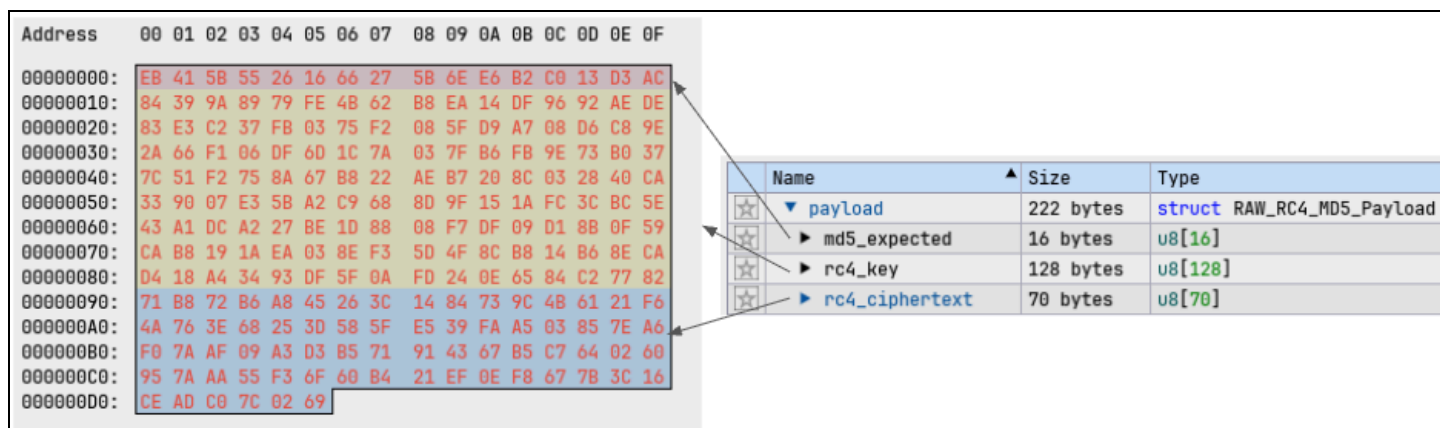 Address 00 01 02 03 04 05 06 07 08 09 0A 0B 0C 0D 0E 0F
00000000: EB 41 5B 55 26 16 66 27 5B 6E E6 B2 C0 13 D3 AC
00000010: 84 39 9A 89 79 FE 4B 62 B8 EA 14 DF 96 92 AE DE
00000020: 83 E3 C2 37 FB 03 75 F2 08 5F D9 A7 08 D6 C8 9E
00000030: 2A 66 F1 06 DF 6D 1C 7A 03 7F B6 FB 9E 73 B0 37
00000040: 7C 51 F2 75 8A 67 B8 22 AE B7 20 8C 03 28 40 CA
00000050: 33 90 07 E3 5B A2 C9 68 8D 9F 15 1A FC 3C BC 5E
00000060: 43 A1 DC A2 27 BE 1D 88 08 F7 DF 09 D1 8B 0F 59
00000070: CA B8 19 1A EA 03 8E F3 5D 4F 8C B8 14 B6 8E CA
00000080: D4 18 A4 34 93 DF 5F 0A FD 24 0E 65 84 C2 77 82
00000090: 71 B8 72 B6 A8 45 26 3C 14 84 73 9C 4B 61 21 F6
000000A0: 4A 76 3E 68 25 3D 58 5F E5 39 FA A5 03 85 7E A6
000000B0: F0 7A AF 09 A3 D3 B5 71 91 43 67 B5 C7 64 02 60
000000C0: 95 7A AA 55 F3 6F 60 B4 21 EF 0E F8 67 7B 3C 16
000000D0: CE AD C0 7C 02 69
Name Size Type
payload 222 bytes struct RAW_RC4_MD5_Payload
md5_expected 16 bytes u8[16]
rc4_key 128 bytes u8[128]
rc4_ciphertext 70 bytes u8[70]